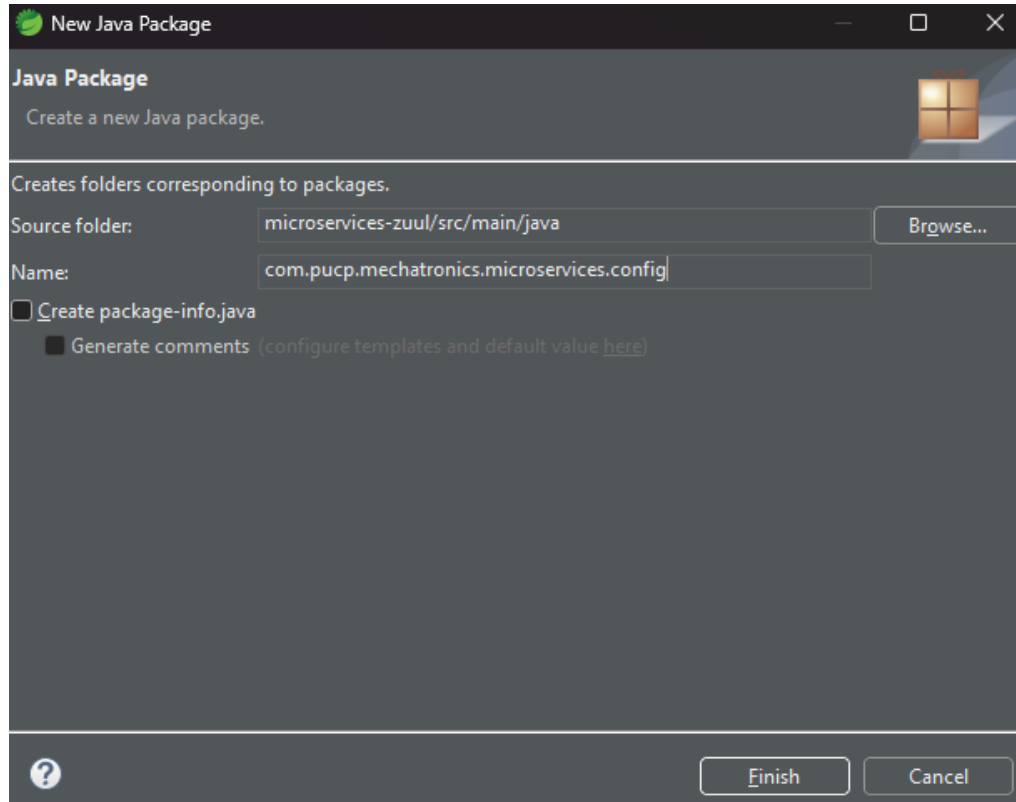 New Java Package
Java Package
Create a new Java package.
Creates folders corresponding to packages.
Source folder: microservices-zuul/src/main/java Browse...
Name: com.pucp.mechatronics.microservices.config
Create package-info.java
Generate comments (configure templates and default value here)
? Finish Cancel